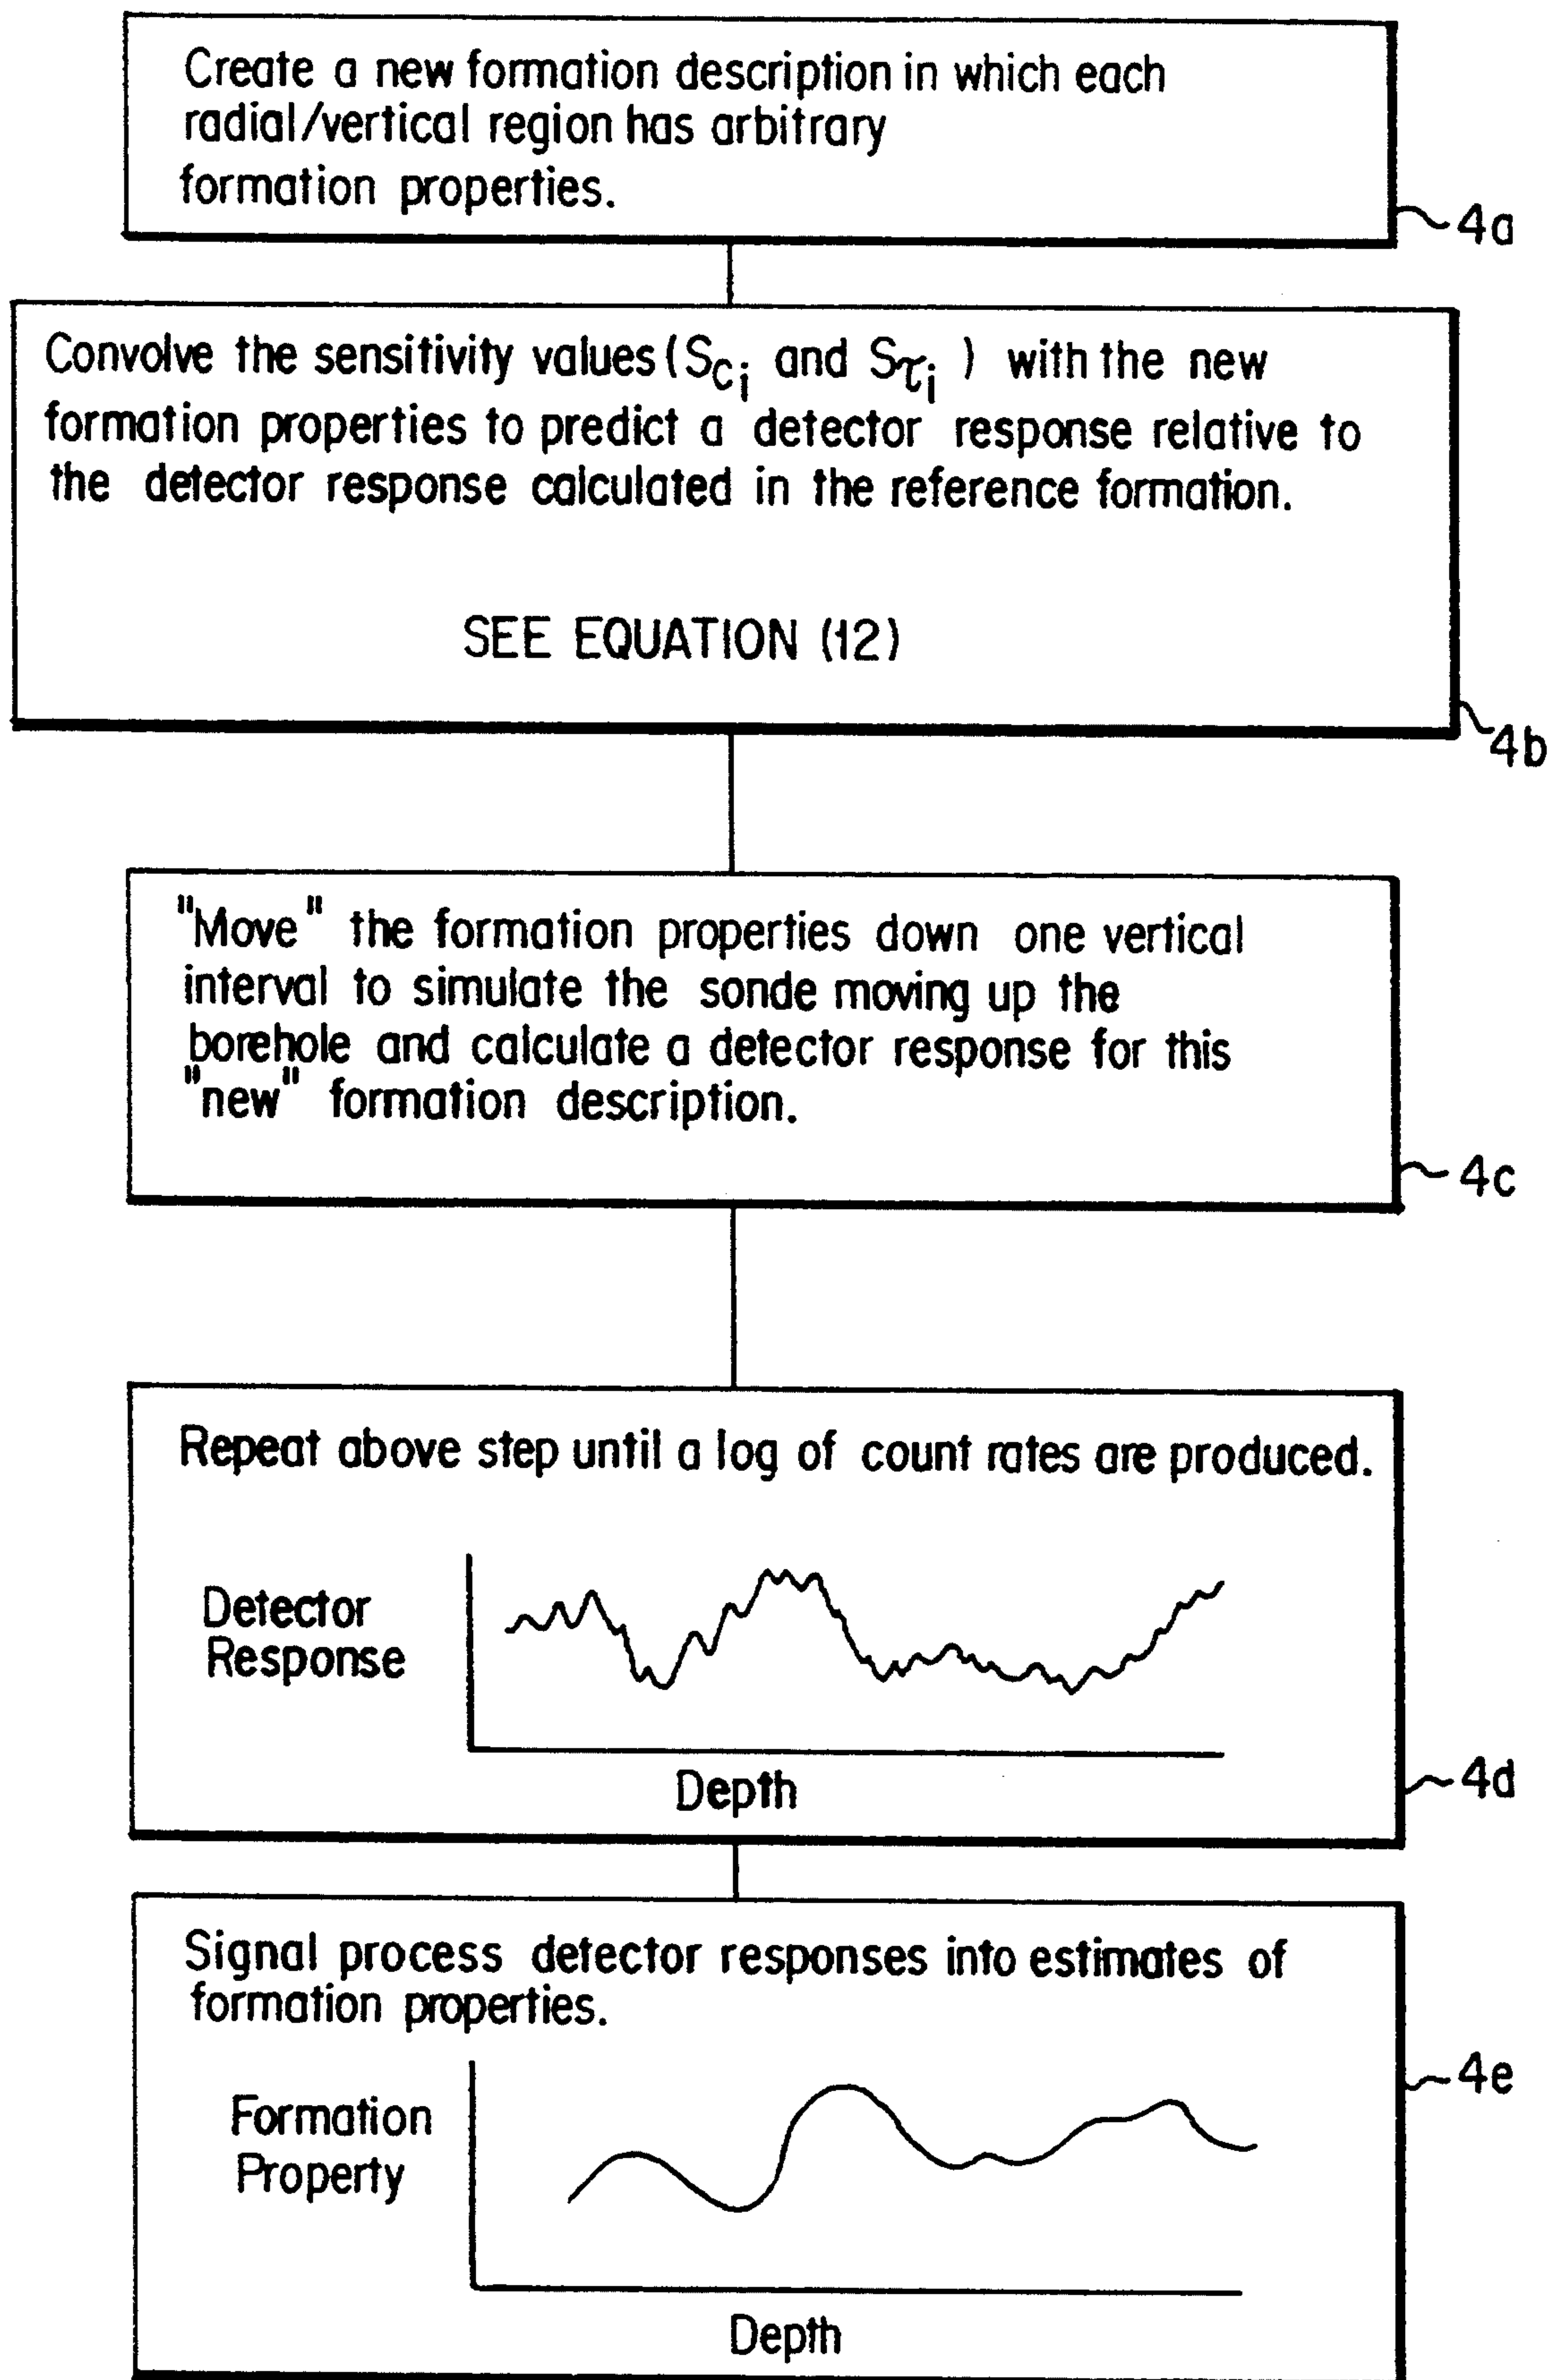 Create a new formation description in which each
radial/vertical region has arbitrary
formation properties.
4a
Convolve the sensitivity values (S_{c_i} and S_{τ_i}) with the new
formation properties to predict a detector response relative to
the detector response calculated in the reference formation.
SEE EQUATION (12)
4b
"Move" the formation properties down one vertical
interval to simulate the sonde moving up the
borehole and calculate a detector response for this
"new" formation description.
4c
Repeat above step until a log of count rates are produced.
Detector
Response
Depth
4d
Signal process detector responses into estimates of
formation properties.
4e
Formation
Property
Depth